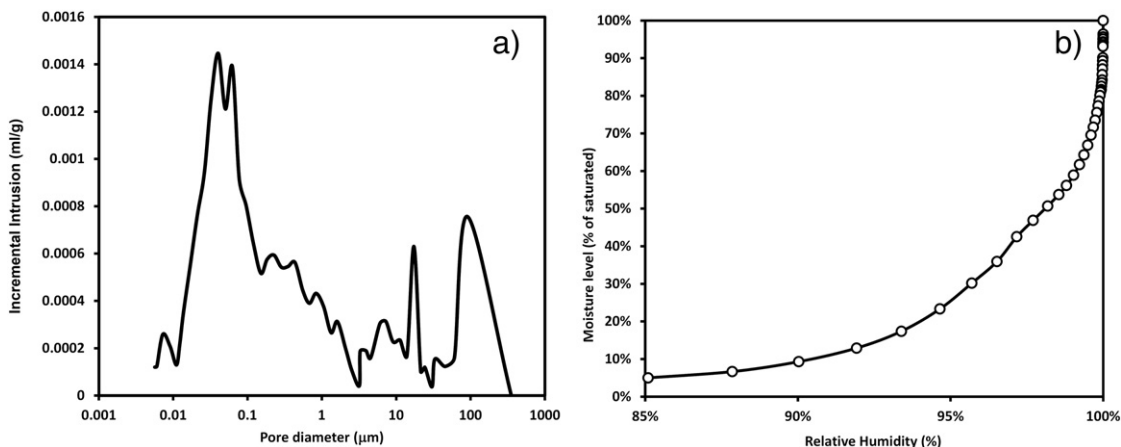 a)
0.0016
0.0014
0.0012
0.001
0.0008
0.0006
0.0004
0.0002
0
Incremental Intrusion (ml/g)
0.001 0.01 0.1 1 10 100 1000
Pore diameter (μm)
b)
100%
90%
80%
70%
60%
50%
40%
30%
20%
10%
0%
Moisture level (% of saturated)
85% 90% 95% 100%
Relative Humidity (%)